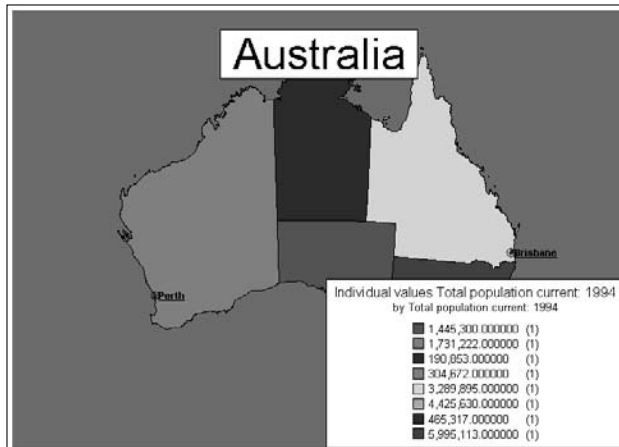 Australia
Brisbane
Perth
Individual values Total population current: 1994
by Total population current: 1994
1,445,300.000000 (1)
1,731,222.000000 (1)
190,853.000000 (1)
304,672.000000 (1)
3,289,895.000000 (1)
4,425,630.000000 (1)
465,317.000000 (1)
5,995,113.000000 (1)